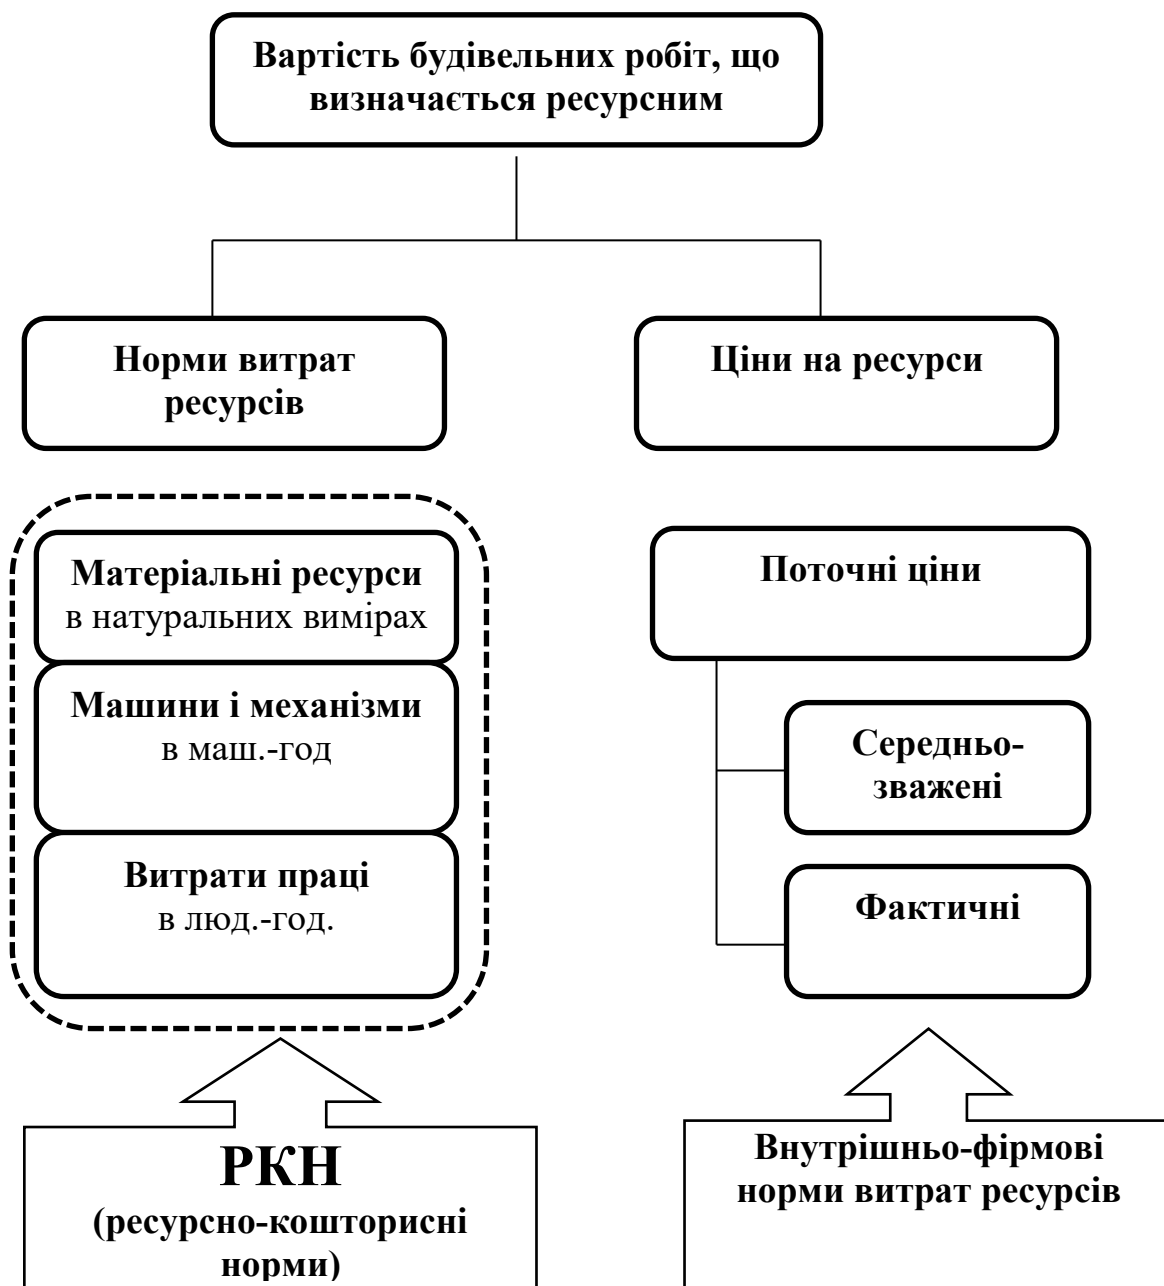 Вартість будівельних робіт, що
визначається ресурсним
Норми витрат
ресурсів
Ціни на ресурси
Матеріальні ресурси
в натуральних вимірах
Машини і механізми
в маш.-год
Витрати праці
в люд.-год.
Поточні ціни
Середньо-
зважені
Фактичні
РКН
(ресурсно-кошторисні
норми)
Внутрішньо-фірмові
норми витрат ресурсів